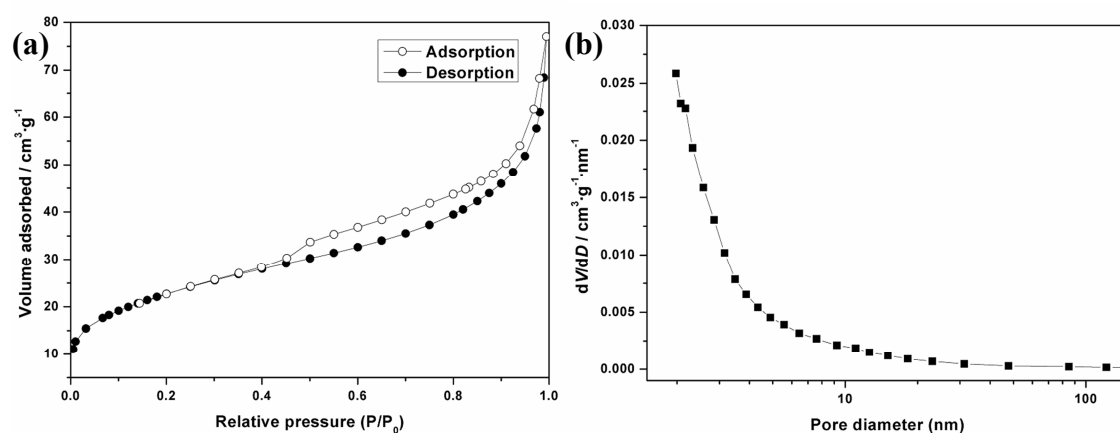 (a)
80
70
60
50
40
30
20
10
0.0 0.2 0.4 0.6 0.8 1.0
Volume adsorbed / cm³·g⁻¹
Relative pressure (P/P₀)
Adsorption
Desorption
(b)
0.030
0.025
0.020
0.015
0.010
0.005
0.000
10 100
dV/dD / cm³·g⁻¹·nm⁻¹
Pore diameter (nm)